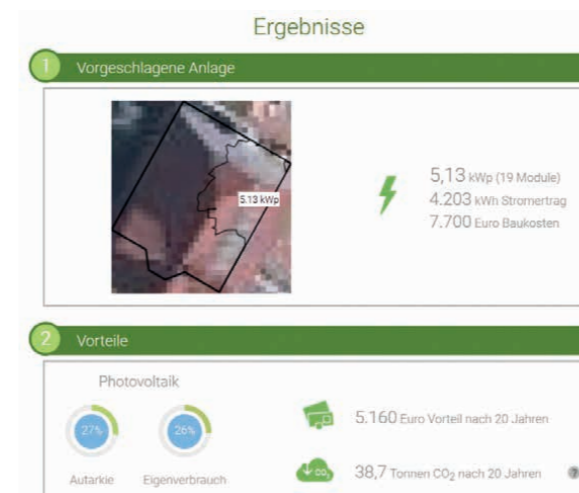 Ergebnisse
1 Vorgeschlagene Anlage
5.13 kWp
5,13 kWp (19 Module)
4.203 kWh Stromertrag
7.700 Euro Baukosten
2 Vorteile
Photovoltaik
27%
26%
Autarkie
Eigenverbrauch
5.160 Euro Vorteil nach 20 Jahren
CO₂
38,7 Tonnen CO₂ nach 20 Jahren ?